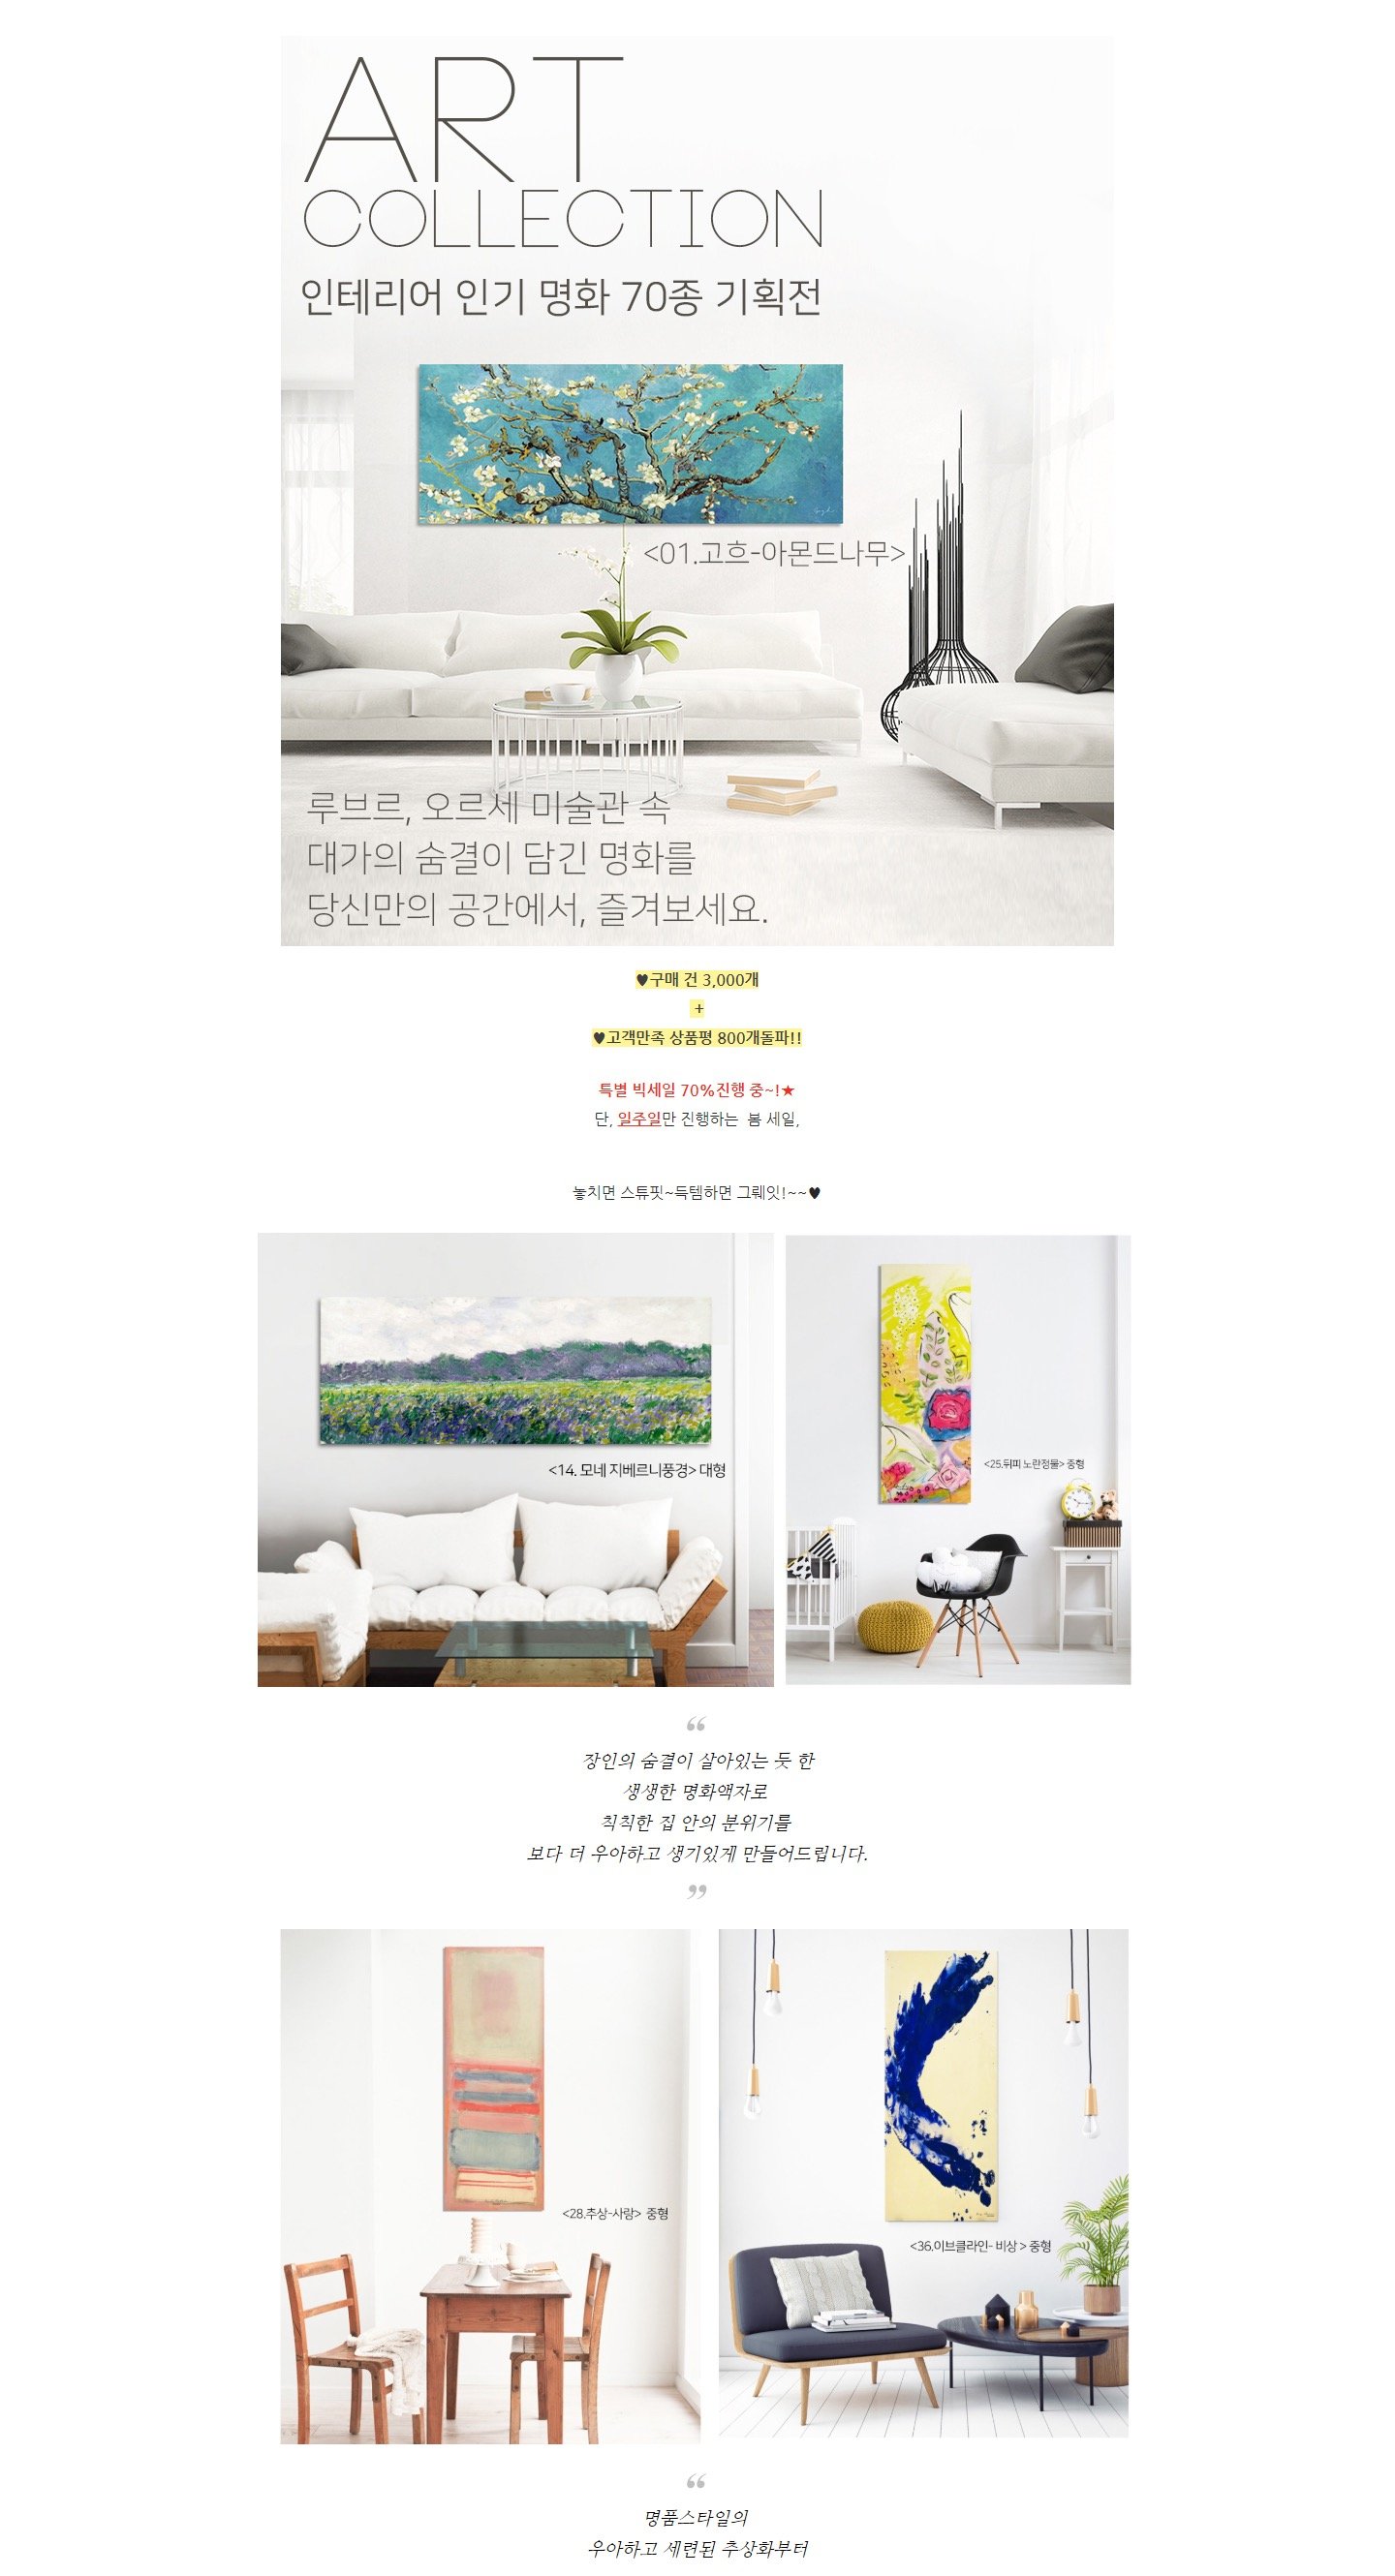 ART
COLLECTION
인테리어 인기 명화 70종 기획전
<01.고흐-아몬드나무>
루브르, 오르세 미술관 속
대가의 숨결이 담긴 명화를
당신만의 공간에서, 즐겨보세요.
♥구매 건 3,000개
+
♥고객만족 상품평 800개돌파!!
특별 빅세일 70%진행 중~!★
단, 일주일만 진행하는 봄 세일,
놓치면 스튜핏~득템하면 그뤠잇!~~♥
<14. 모네 지베르니풍경> 대형
<25.뒤피 노란정물> 중형
“
장인의 숨결이 살아있는 듯 한
생생한 명화액자로
칙칙한 집 안의 분위기를
보다 더 우아하고 생기있게 만들어드립니다.
”
<28.추상-사랑> 중형
<36.이브클라인- 비상 > 중형
“
명품스타일의
우아하고 세련된 추상화부터